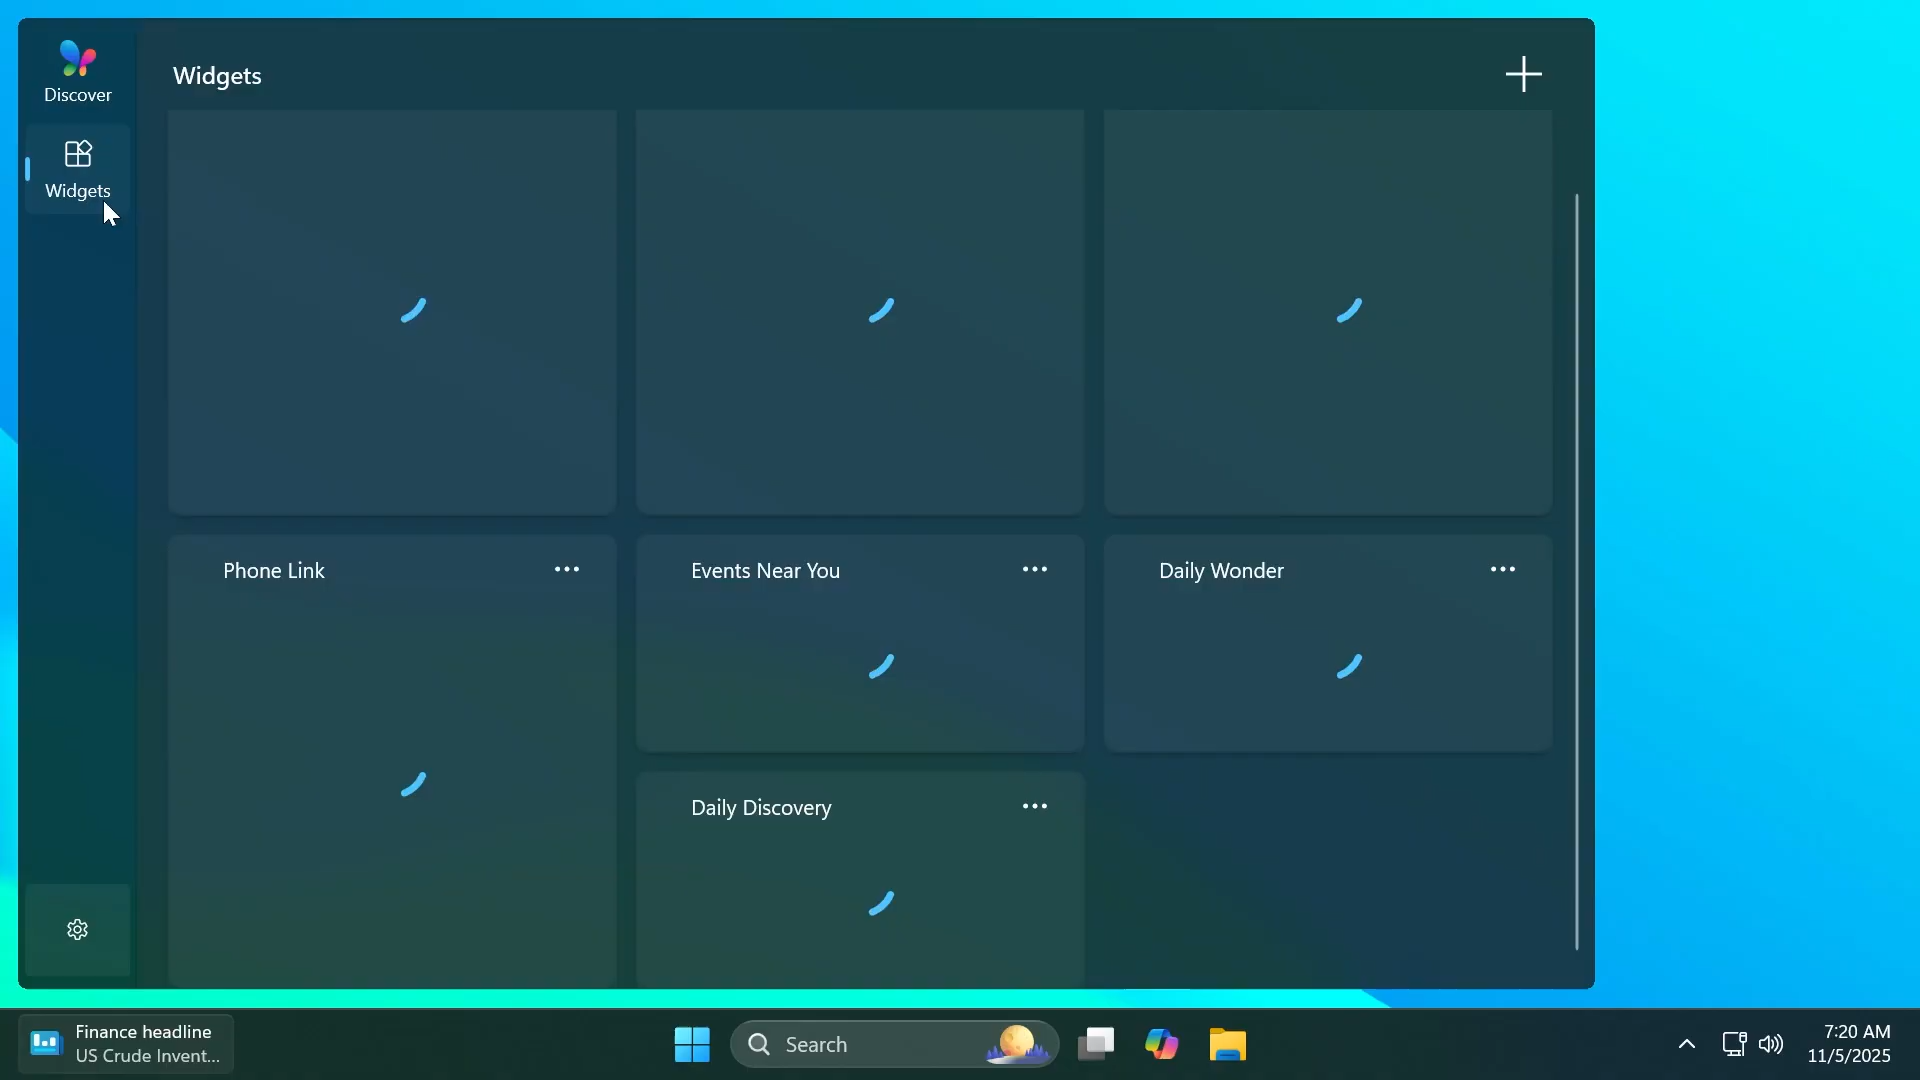 Discover
Widgets
Widgets
Phone Link
Events Near You
Daily Wonder
Daily Discovery
Finance headline
US Crude Invent...
Search
7:20 AM
11/5/2025